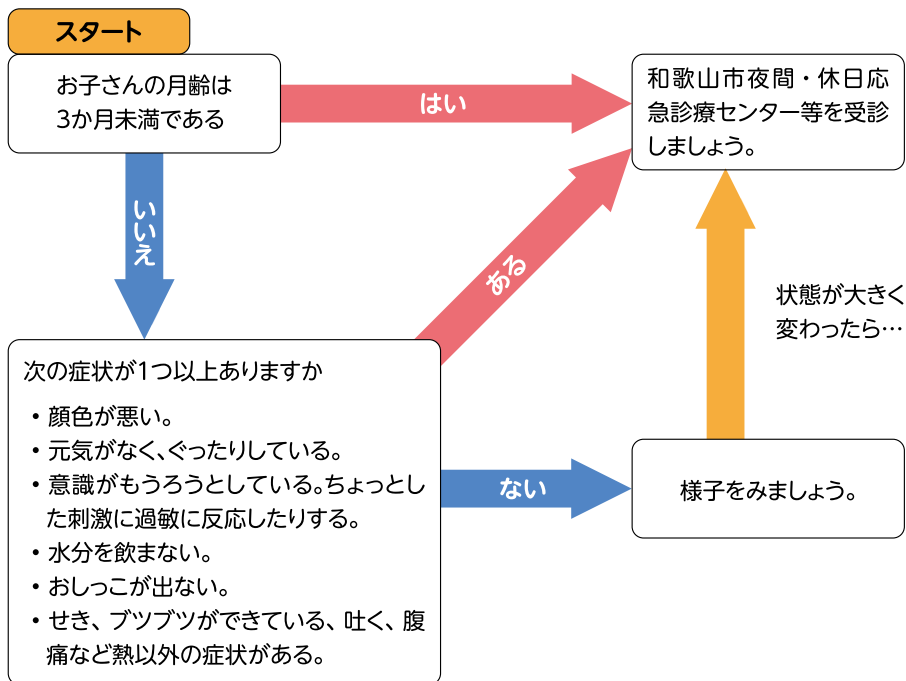 スタート
お子さんの月齢は
3か月未満である
はい
和歌山市夜間・休日応
急診療センター等を受診
しましょう。
いいえ
ある
状態が大きく
変わったら…
次の症状が1つ以上ありますか
・顔色が悪い。
・元気がなく、ぐったりしている。
・意識がもうろうとしている。ちょっとし
た刺激に過敏に反応したりする。
・水分を飲まない。
・おしっこが出ない。
・せき、ブツブツができている、吐く、腹
痛など熱以外の症状がある。
ない
様子をみましょう。